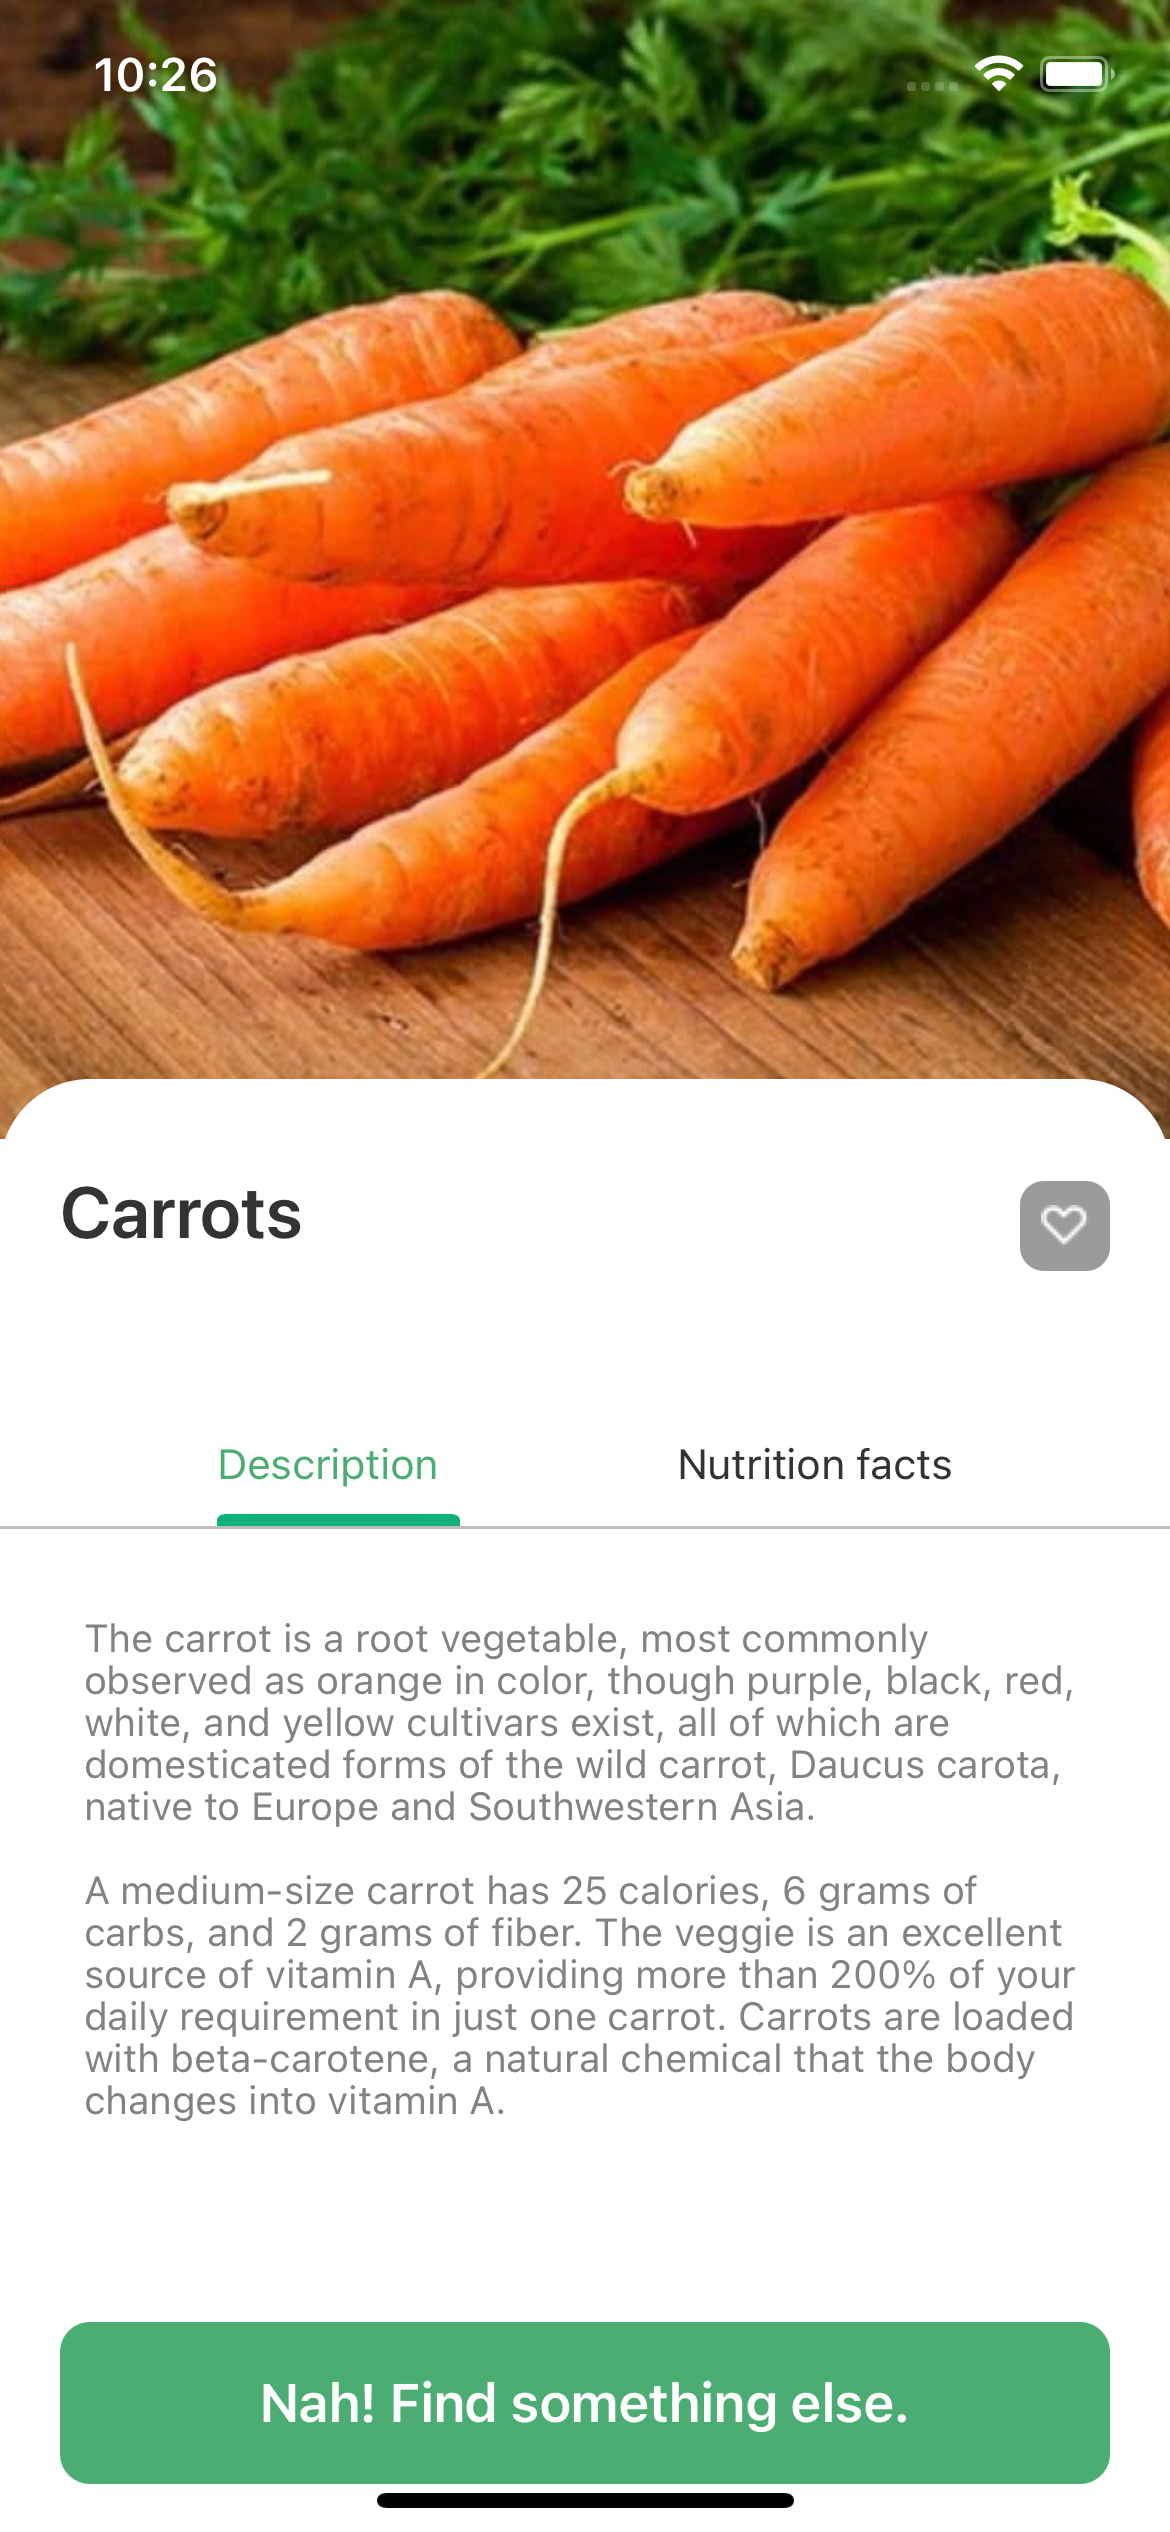 10:26
Carrots
Description
Nutrition facts
The carrot is a root vegetable, most commonly
observed as orange in color, though purple, black, red,
white, and yellow cultivars exist, all of which are
domesticated forms of the wild carrot, Daucus carota,
native to Europe and Southwestern Asia.
A medium-size carrot has 25 calories, 6 grams of
carbs, and 2 grams of fiber. The veggie is an excellent
source of vitamin A, providing more than 200% of your
daily requirement in just one carrot. Carrots are loaded
with beta-carotene, a natural chemical that the body
changes into vitamin A.
Nah! Find something else.